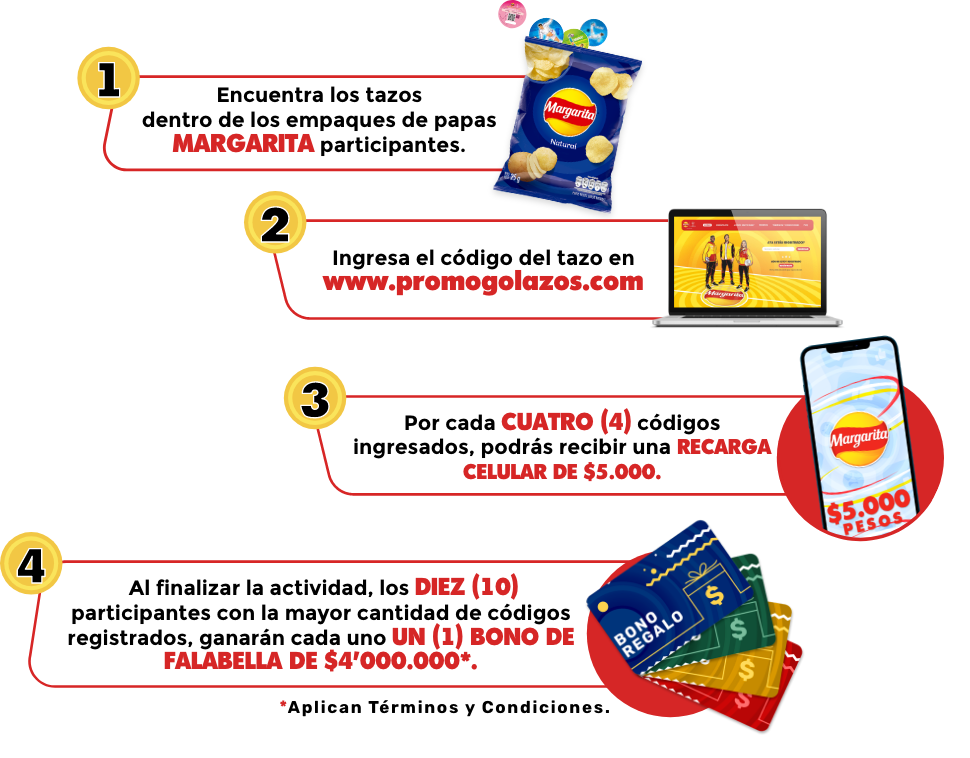 1
Encuentra los tazos
dentro de los empaques de papas
MARGARITA participantes.
Margarita
Natural
25 g
2
Ingresa el código del tazo en
www.promogolazos.com
Margarita
3
Por cada CUATRO (4) códigos
ingresados, podrás recibir una RECARGA
CELULAR DE $5.000.
Margarita
$5.000
PESOS
4
Al finalizar la actividad, los DIEZ (10)
participantes con la mayor cantidad de códigos
registrados, ganarán cada uno UN (1) BONO DE
FALABELLA DE $4'000.000*.
BONO
REGALO
$
$
$
$
*Aplican Términos y Condiciones.